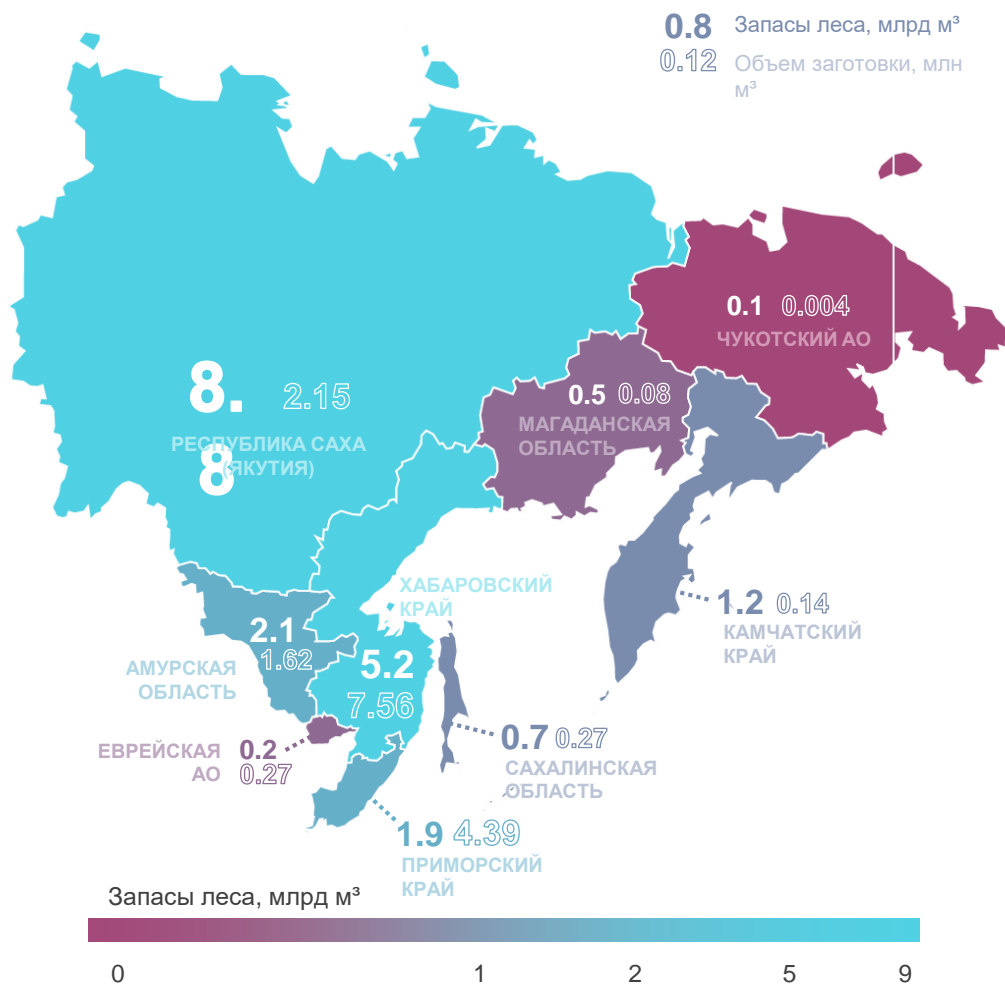 0.8 Запасы леса, млрд м³
0.12 Объем заготовки, млн
м³
0.1 0.004
ЧУКОТСКИЙ АО
8. 2.15
8
РЕСПУБЛИКА САХА
(ЯКУТИЯ)
0.5 0.08
МАГАДАНСКАЯ
ОБЛАСТЬ
ХАБАРОВСКИЙ
КРАЙ
5.2
7.56
1.2 0.14
КАМЧАТСКИЙ
КРАЙ
2.1
1.62
АМУРСКАЯ
ОБЛАСТЬ
0.7 0.27
САХАЛИНСКАЯ
ОБЛАСТЬ
ЕВРЕЙСКАЯ
АО
0.2
0.27
1.9 4.39
ПРИМОРСКИЙ
КРАЙ
Запасы леса, млрд м³
0 1 2 5 9